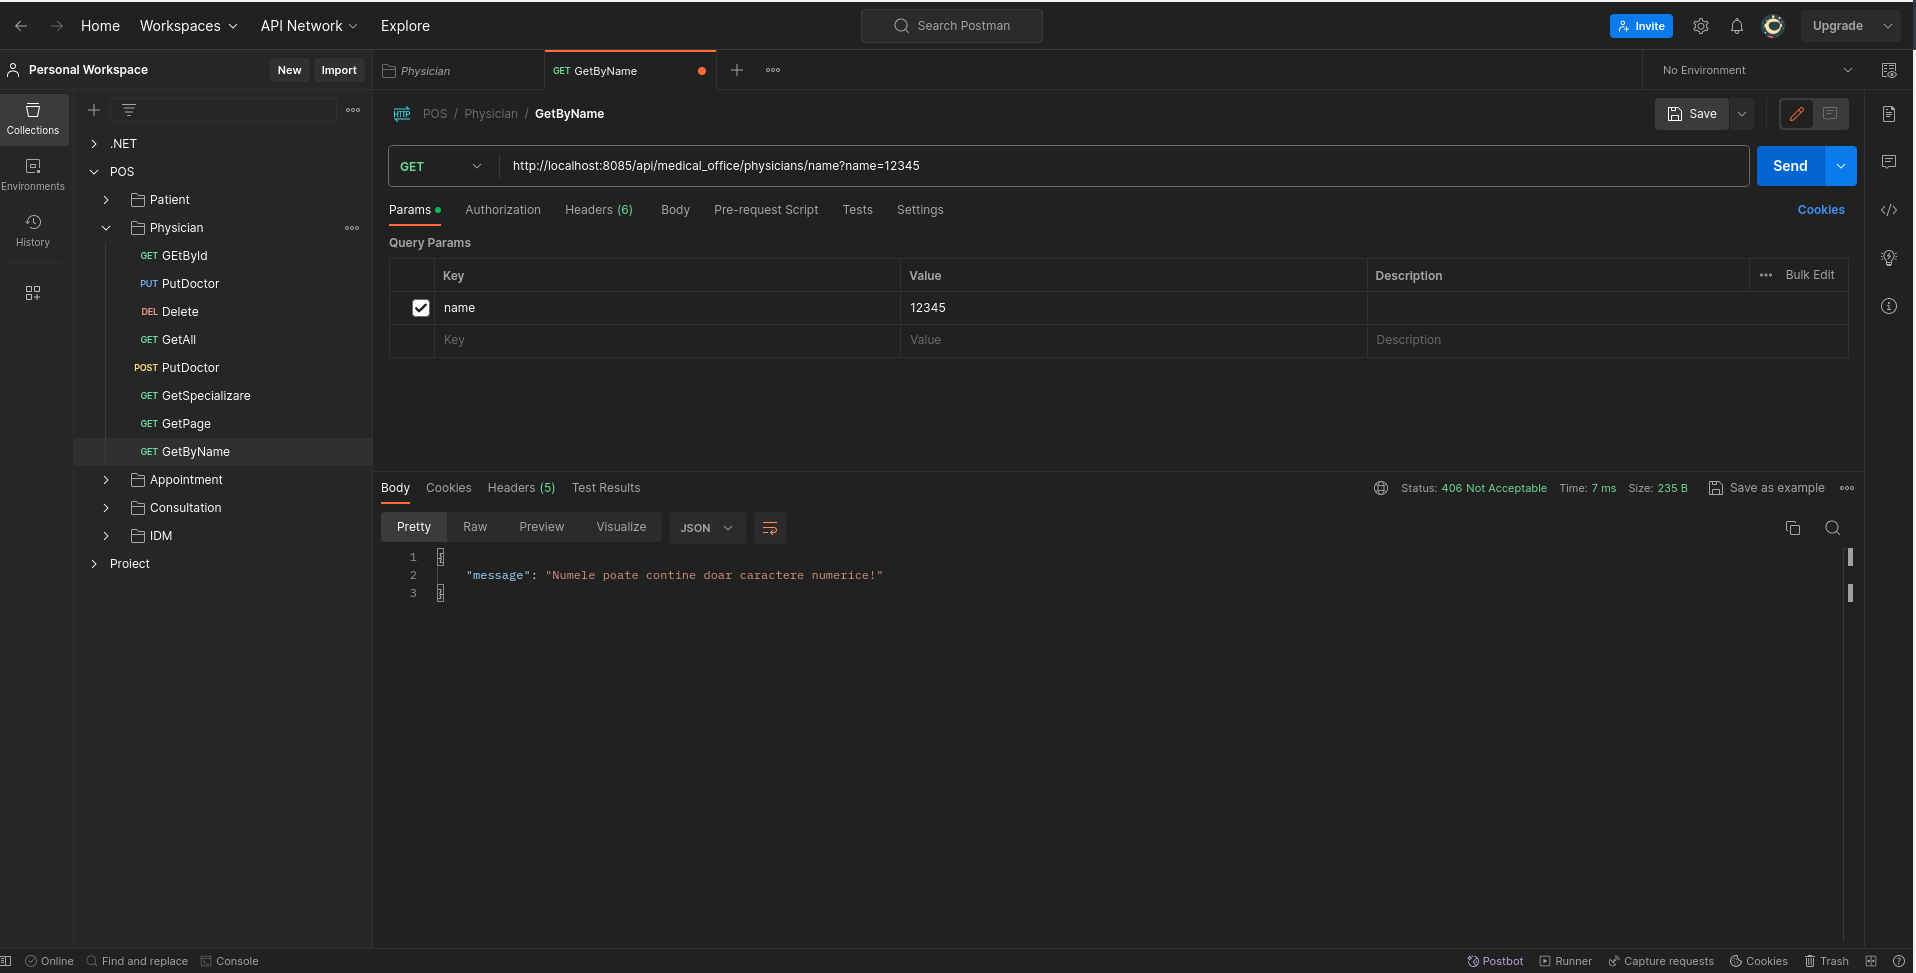 Home Workspaces API Network Explore Search Postman Invite Upgrade
Personal Workspace New Import Physician GET GetByName No Environment
Collections
Environments
History
.NET
POS
Patient
Physician
GET GEtById
PUT PutDoctor
DEL Delete
GET GetAll
POST PutDoctor
GET GetSpecializare
GET GetPage
GET GetByName
Appointment
Consultation
IDM
Proiect
HTTP POS / Physician / GetByName Save
GET http://localhost:8085/api/medical_office/physicians/name?name=12345 Send
Params Authorization Headers (6) Body Pre-request Script Tests Settings Cookies
Query Params
Key Value Description Bulk Edit
name 12345
Key Value Description
Body Cookies Headers (5) Test Results Status: 406 Not Acceptable Time: 7 ms Size: 235 B Save as example
Pretty Raw Preview Visualize JSON
1 {
2 "message": "Numele poate contine doar caractere numerice!"
3 }
Online Find and replace Console Postbot Runner Capture requests Cookies Trash